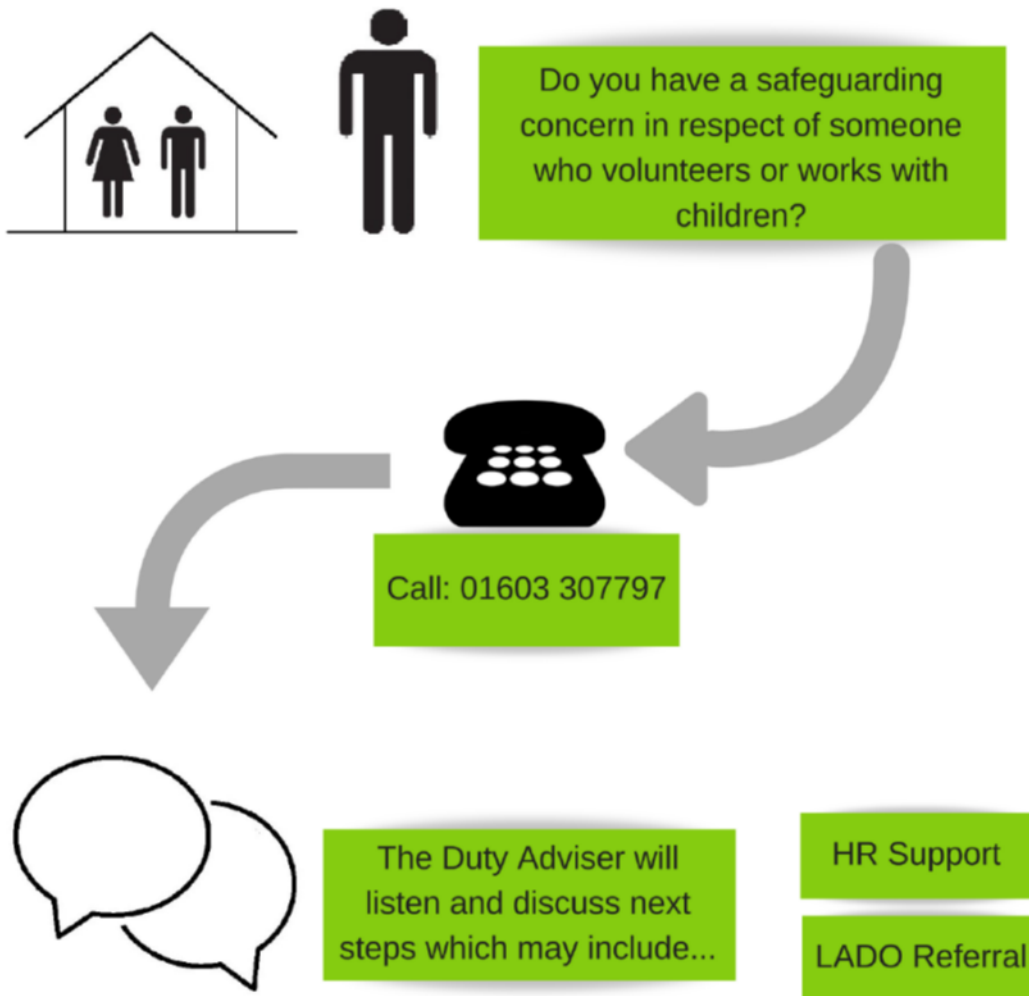 Do you have a safeguarding
concern in respect of someone
who volunteers or works with
children?
Call: 01603 307797
The Duty Adviser will
listen and discuss next
steps which may include...
HR Support
LADO Referral